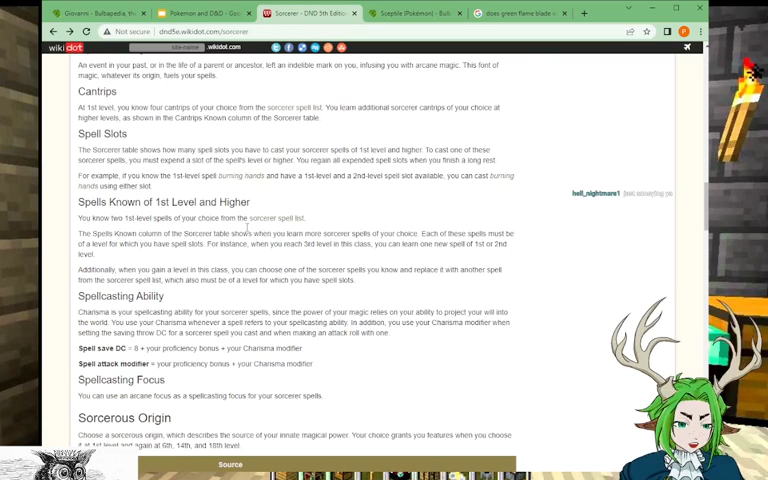 Giovanni - Bulbapedia, the
Pokemon and D&D - Goo
Sorcerer - DND 5th Edition
Sceptile (Pokémon) - Bulb
does green flame blade w
Not secure
dnd5e.wikidot.com/sorcerer
wikidot
site-name
.wikidot.com
An event in your past, or in the life of a parent or ancestor, left an indelible mark on you, infusing you with arcane magic. This font of
magic, whatever its origin, fuels your spells.
Cantrips
At 1st level, you know four cantrips of your choice from the sorcerer spell list. You learn additional sorcerer cantrips of your choice at
higher levels, as shown in the Cantrips Known column of the Sorcerer table.
Spell Slots
The Sorcerer table shows how many spell slots you have to cast your sorcerer spells of 1st level and higher. To cast one of these
sorcerer spells, you must expend a slot of the spell's level or higher. You regain all expended spell slots when you finish a long rest.
For example, if you know the 1st-level spell burning hands and have a 1st-level and a 2nd-level spell slot available, you can cast burning
hands using either slot.
hell_nightmare1 just annoying ya
Spells Known of 1st Level and Higher
You know two 1st-level spells of your choice from the sorcerer spell list.
The Spells Known column of the Sorcerer table shows when you learn more sorcerer spells of your choice. Each of these spells must be
of a level for which you have spell slots. For instance, when you reach 3rd level in this class, you can learn one new spell of 1st or 2nd
level.
Additionally, when you gain a level in this class, you can choose one of the sorcerer spells you know and replace it with another spell
from the sorcerer spell list, which also must be of a level for which you have spell slots.
Spellcasting Ability
Charisma is your spellcasting ability for your sorcerer spells, since the power of your magic relies on your ability to project your will into
the world. You use your Charisma whenever a spell refers to your spellcasting ability. In addition, you use your Charisma modifier when
setting the saving throw DC for a sorcerer spell you cast and when making an attack roll with one.
Spell save DC = 8 + your proficiency bonus + your Charisma modifier
Spell attack modifier = your proficiency bonus + your Charisma modifier
Spellcasting Focus
You can use an arcane focus as a spellcasting focus for your sorcerer spells.
Sorcerous Origin
Choose a sorcerous origin, which describes the source of your innate magical power. Your choice grants you features when you choose
it at 1st level and again at 6th, 14th, and 18th level.
Source